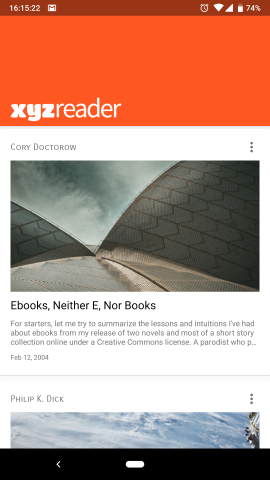 16:15:22
74%
xyzreader
Cory Doctorow
Ebooks, Neither E, Nor Books
For starters, let me try to summarize the lessons and intuitions I've had
about ebooks from my release of two novels and most of a short story
collection online under a Creative Commons license. A parodist who p...
Feb 12, 2004
Philip K. Dick